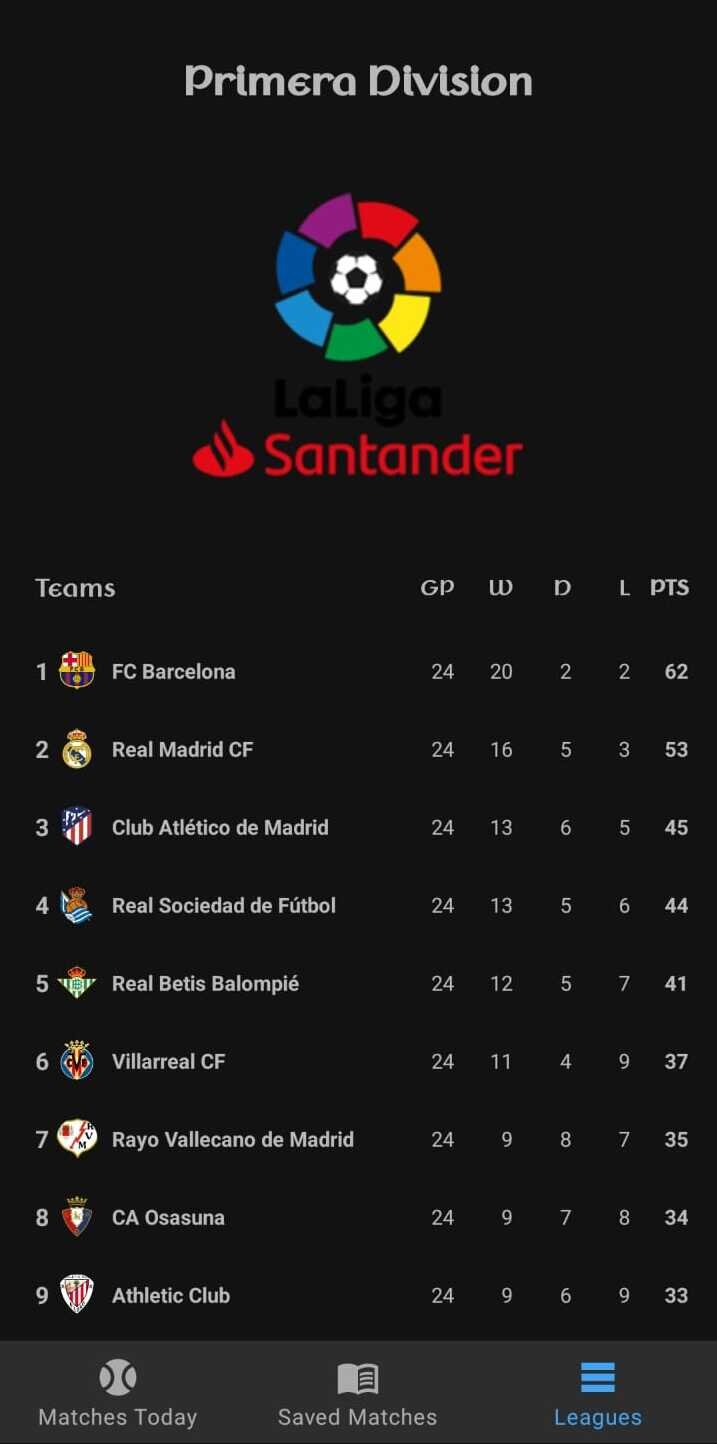 Primera Division
LaLiga
Santander
Teams GP W D L PTS
1 FC Barcelona 24 20 2 2 62
2 Real Madrid CF 24 16 5 3 53
3 Club Atlético de Madrid 24 13 6 5 45
4 Real Sociedad de Fútbol 24 13 5 6 44
5 Real Betis Balompié 24 12 5 7 41
6 Villarreal CF 24 11 4 9 37
7 Rayo Vallecano de Madrid 24 9 8 7 35
8 CA Osasuna 24 9 7 8 34
9 Athletic Club 24 9 6 9 33
Matches Today Saved Matches Leagues